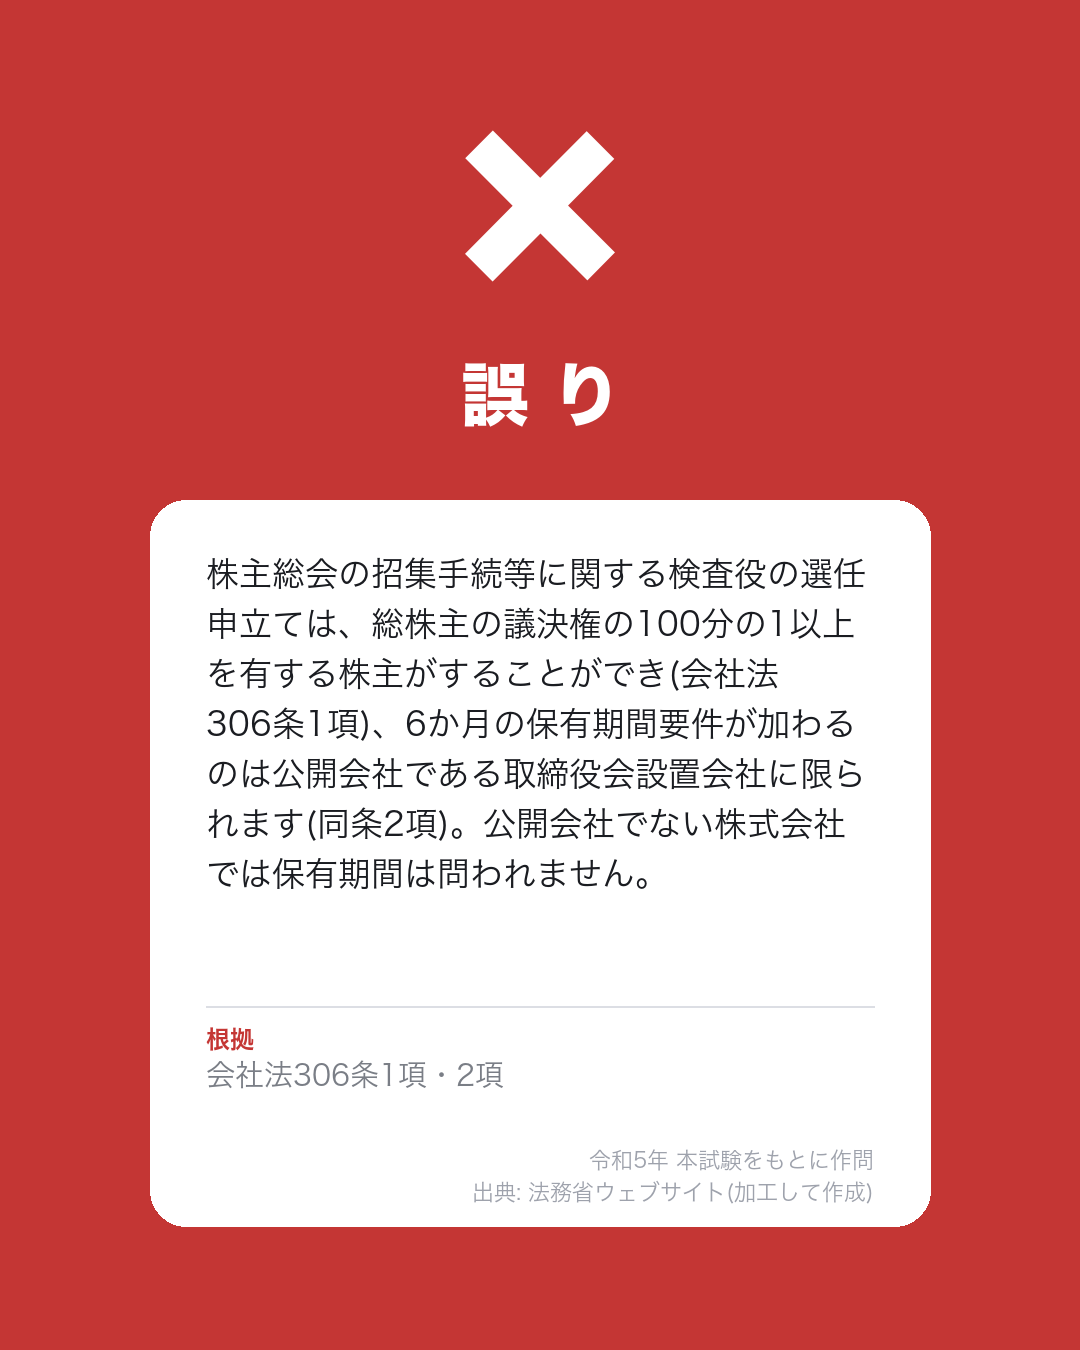 誤り
株主総会の招集手続等に関する検査役の選任
申立ては、総株主の議決権の100分の1以上
を有する株主がすることができ(会社法
306条1項)、6か月の保有期間要件が加わる
のは公開会社である取締役会設置会社に限ら
れます(同条2項)。公開会社でない株式会社
では保有期間は問われません。
根拠
会社法306条1項・2項
令和5年 本試験をもとに作問
出典: 法務省ウェブサイト(加工して作成)